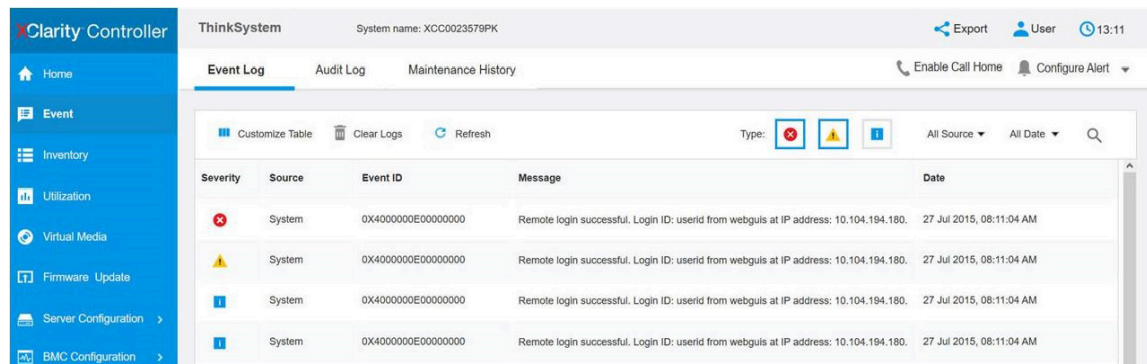 XClarity Controller
ThinkSystem System name: XCC0023579PK Export User 13:11
Home
Event Log Audit Log Maintenance History Enable Call Home Configure Alert
Event
Customize Table Clear Logs Refresh Type: All Source All Date
Inventory
Severity Source Event ID Message Date
Utilization
System 0X4000000E00000000 Remote login successful. Login ID: userid from webguis at IP address: 10.104.194.180. 27 Jul 2015, 08:11:04 AM
Virtual Media
System 0X4000000E00000000 Remote login successful. Login ID: userid from webguis at IP address: 10.104.194.180. 27 Jul 2015, 08:11:04 AM
Firmware Update
System 0X4000000E00000000 Remote login successful. Login ID: userid from webguis at IP address: 10.104.194.180. 27 Jul 2015, 08:11:04 AM
Server Configuration
System 0X4000000E00000000 Remote login successful. Login ID: userid from webguis at IP address: 10.104.194.180. 27 Jul 2015, 08:11:04 AM
BMC Configuration